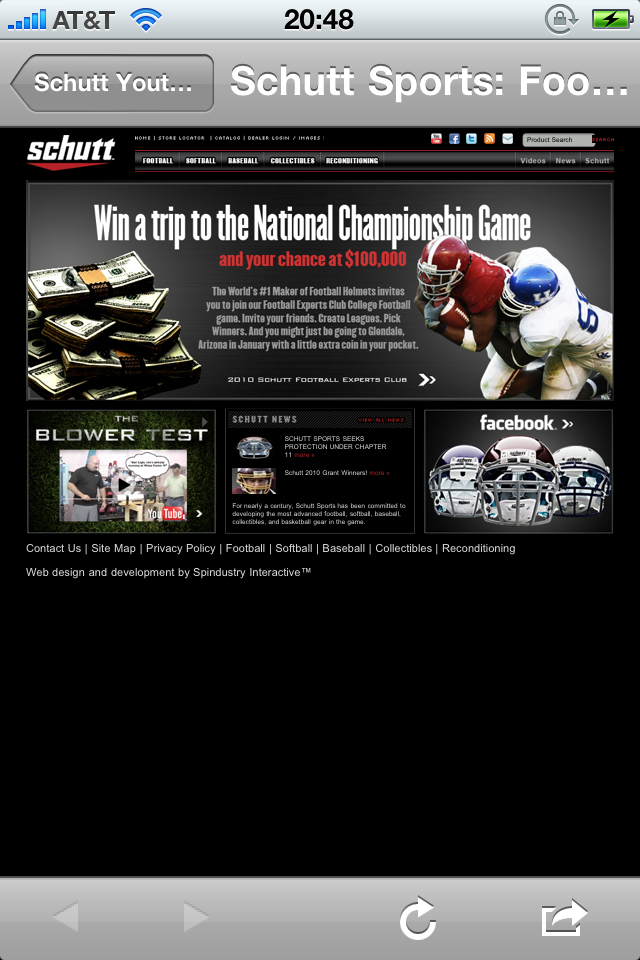 AT&T
20:48
Schutt Yout...
Schutt Sports: Foo...
schutt
HOME | STORE LOCATOR | CATALOG | DEALER LOGIN / IMAGES |
Product Search
SEARCH
FOOTBALL SOFTBALL BASEBALL COLLECTIBLES RECONDITIONING
Videos News Schutt
Win a trip to the National Championship Game
and your chance at $100,000
The World's #1 Maker of Football Helmets invites
you to join our Football Experts Club College Football
game. Invite your friends. Create Leagues. Pick
Winners. And you might just be going to Glendale,
Arizona in January with a little extra coin in your pocket.
2010 Schutt Football Experts Club
THE
BLOWER TEST
YouTube
SCHUTT NEWS
VIEW ALL NEWS
SCHUTT SPORTS SEEKS
PROTECTION UNDER CHAPTER
11 more »
Schutt 2010 Grant Winners! more »
For nearly a century, Schutt Sports has been committed to
developing the most advanced football, softball, baseball,
collectibles, and basketball gear in the game.
facebook.
Contact Us | Site Map | Privacy Policy | Football | Softball | Baseball | Collectibles | Reconditioning
Web design and development by Spindustry Interactive™